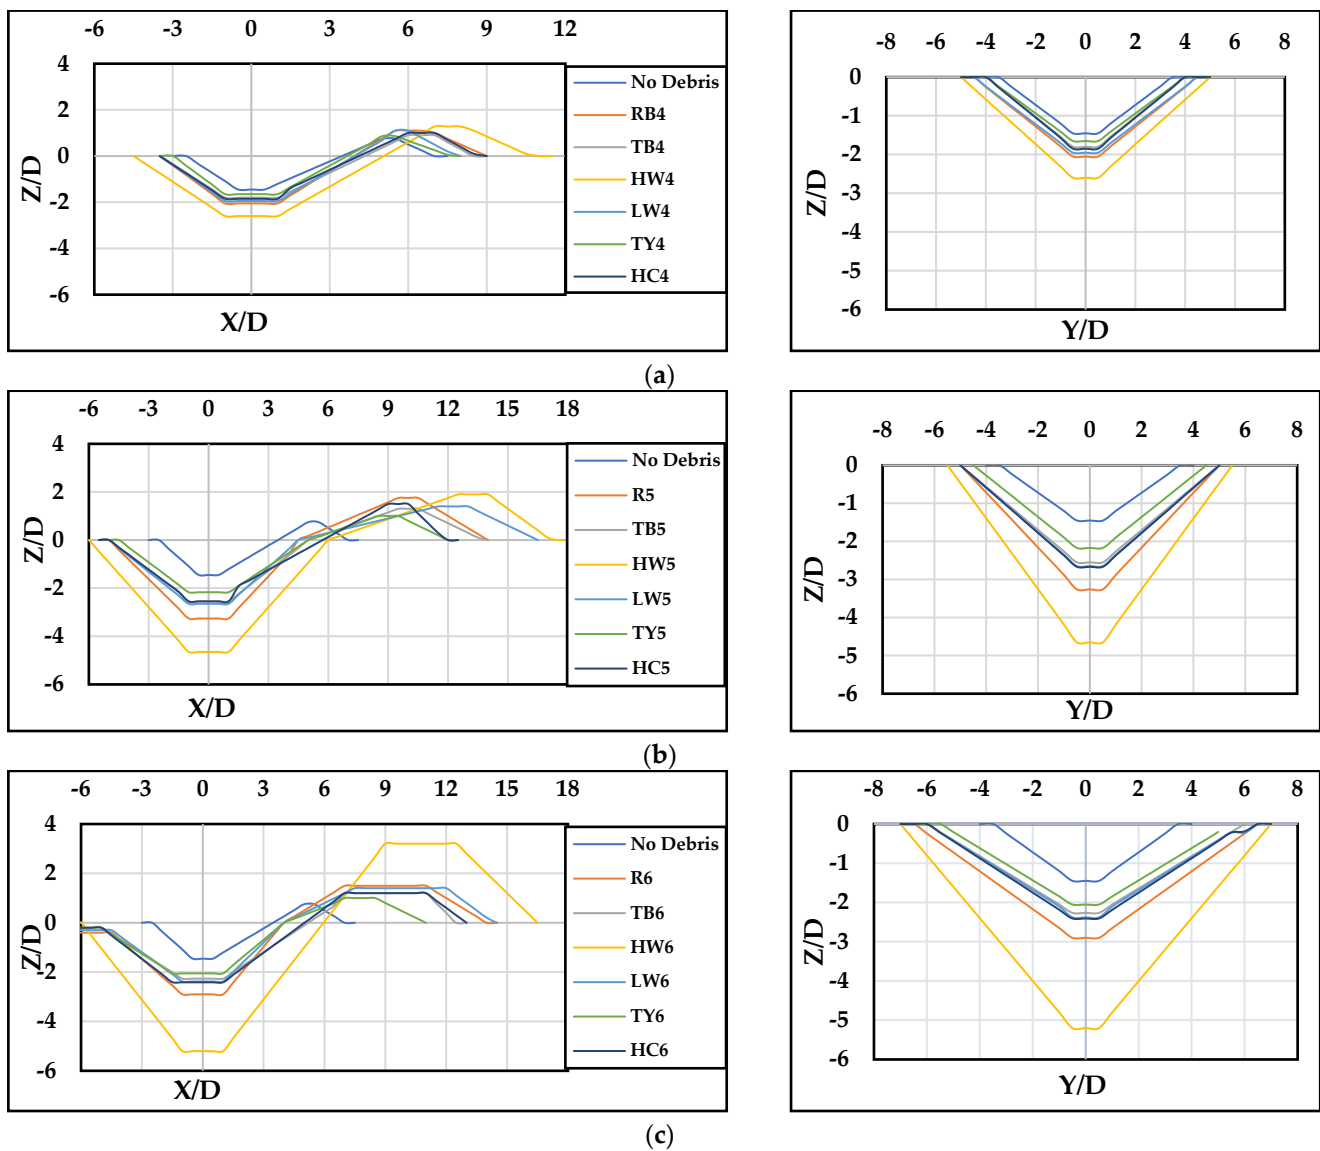 -6 -3 0 3 6 9 12
4
2
0
-2
-4
-6
Z/D
X/D
No Debris
RB4
TB4
HW4
LW4
TY4
HC4
-8 -6 -4 -2 0 2 4 6 8
0
-1
-2
-3
-4
-5
-6
Z/D
Y/D
(a)
-6 -3 0 3 6 9 12 15 18
4
2
0
-2
-4
-6
Z/D
X/D
No Debris
R5
TB5
HW5
LW5
TY5
HC5
-8 -6 -4 -2 0 2 4 6 8
0
-1
-2
-3
-4
-5
-6
Z/D
Y/D
(b)
-6 -3 0 3 6 9 12 15 18
4
2
0
-2
-4
-6
Z/D
X/D
No Debris
R6
TB6
HW6
LW6
TY6
HC6
-8 -6 -4 -2 0 2 4 6 8
0
-1
-2
-3
-4
-5
-6
Z/D
Y/D
(c)